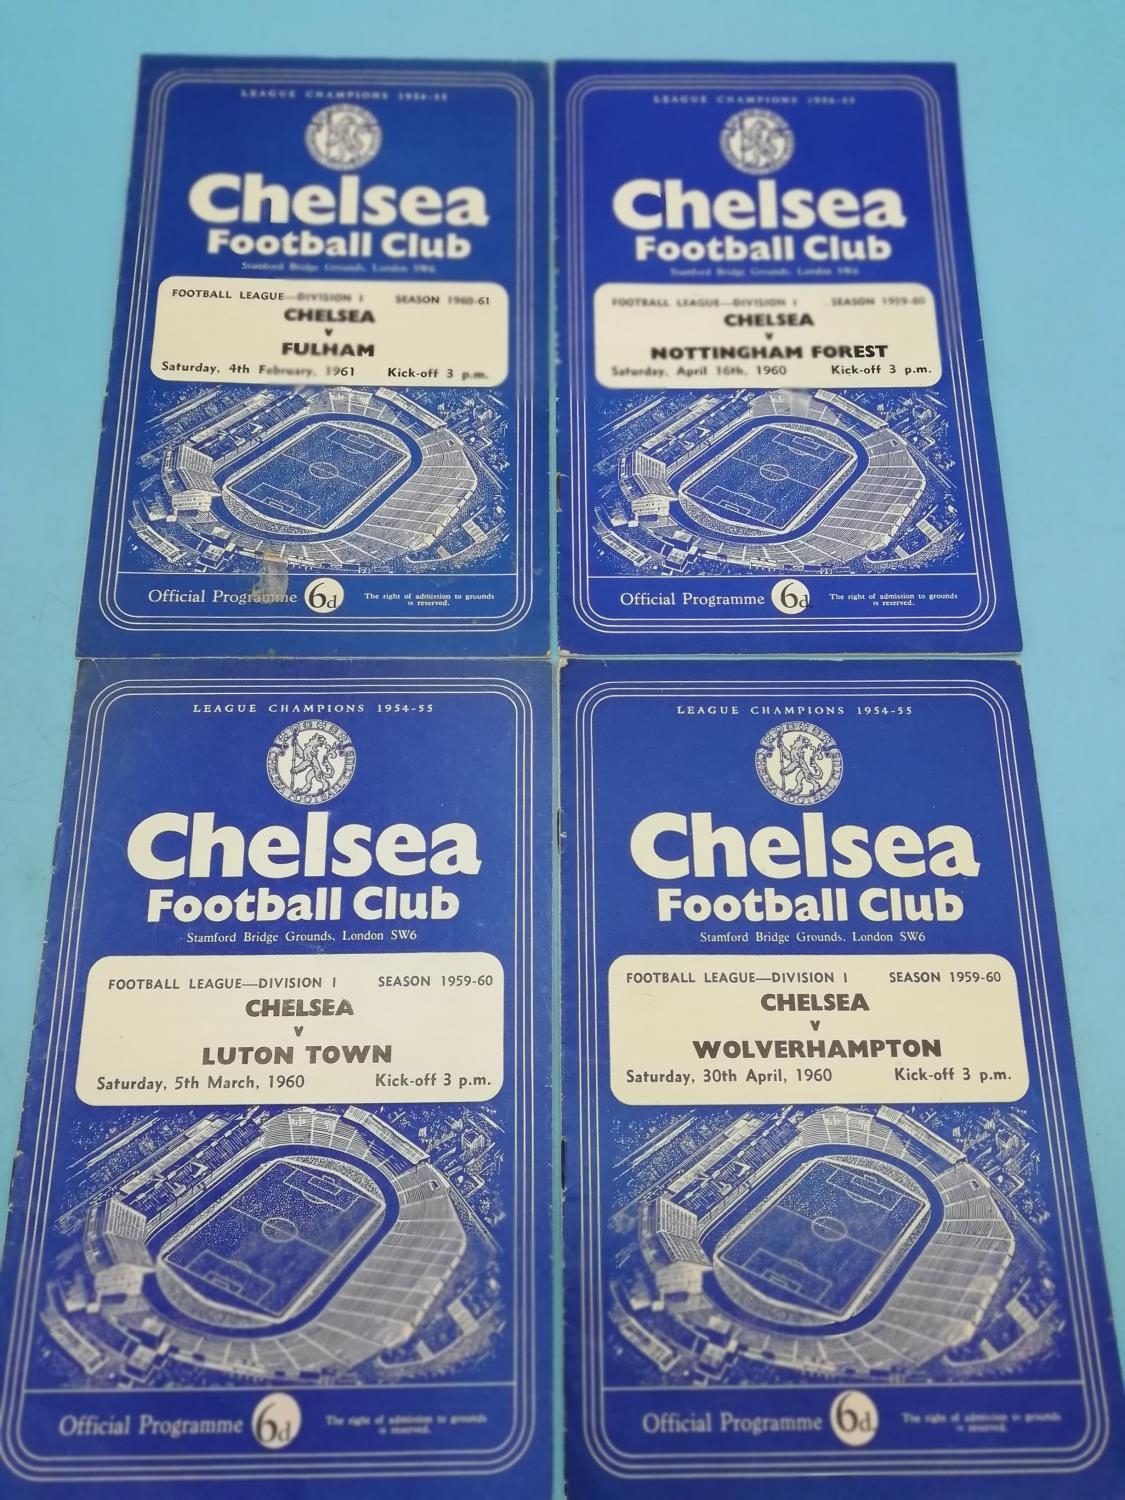 LEAGUE CHAMPIONS 1954-55
Chelsea
Football Club
Stamford Bridge Grounds, London SW6
FOOTBALL LEAGUE—DIVISION I SEASON 1960-61
CHELSEA
v
FULHAM
Saturday, 4th February, 1961 Kick-off 3 p.m.
Official Programme 6d
The right of admission to grounds
is reserved.
LEAGUE CHAMPIONS 1954-55
Chelsea
Football Club
Stamford Bridge Grounds, London SW6
FOOTBALL LEAGUE—DIVISION I SEASON 1959-60
CHELSEA
v
NOTTINGHAM FOREST
Saturday, April 16th, 1960 Kick-off 3 p.m.
Official Programme 6d
The right of admission to grounds
is reserved.
LEAGUE CHAMPIONS 1954-55
Chelsea
Football Club
Stamford Bridge Grounds, London SW6
FOOTBALL LEAGUE—DIVISION I SEASON 1959-60
CHELSEA
v
LUTON TOWN
Saturday, 5th March, 1960 Kick-off 3 p.m.
Official Programme 6d
The right of admission to grounds
is reserved.
LEAGUE CHAMPIONS 1954-55
Chelsea
Football Club
Stamford Bridge Grounds, London SW6
FOOTBALL LEAGUE—DIVISION I SEASON 1959-60
CHELSEA
v
WOLVERHAMPTON
Saturday, 30th April, 1960 Kick-off 3 p.m.
Official Programme 6d.
The right of admission to grounds
is reserved.